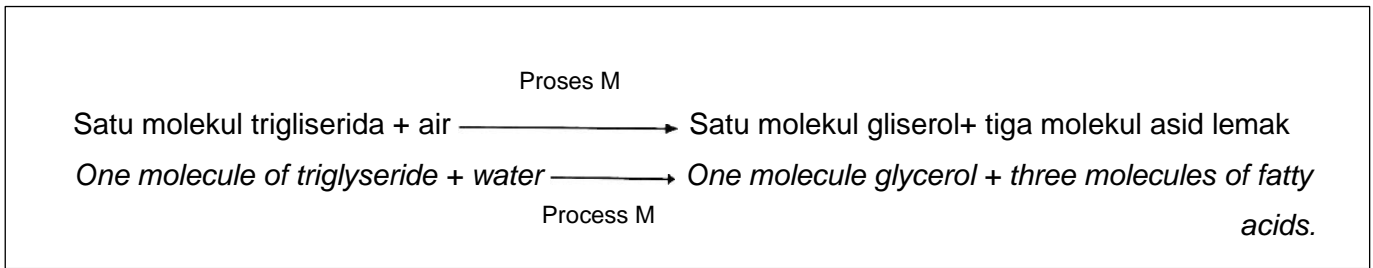 Proses M
Satu molekul trigliserida + air Satu molekul gliserol+ tiga molekul asid lemak
One molecule of triglyseride + water One molecule glycerol + three molecules of fatty
Process M
acids.